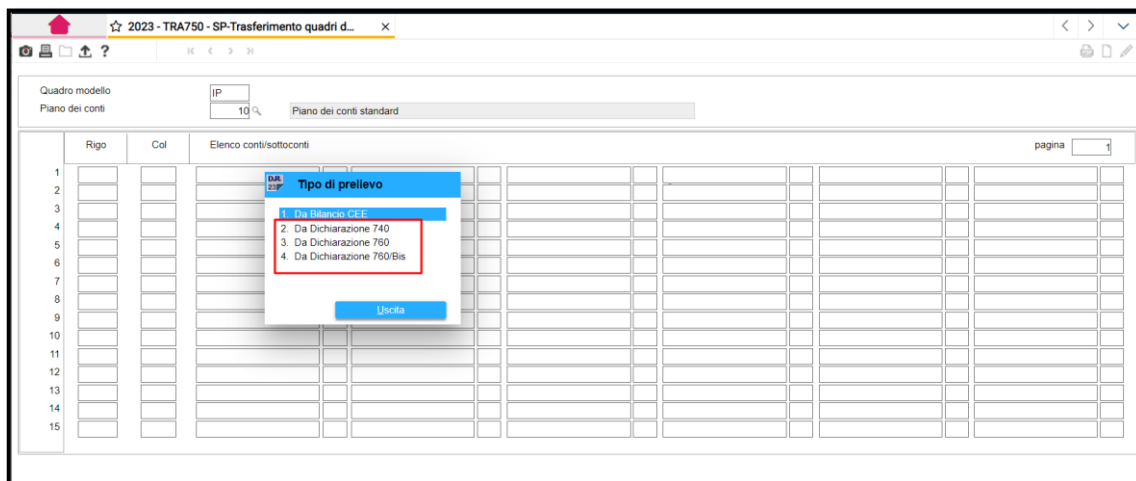 2023 - TRA750 - SP-Trasferimento quadri d...
Quadro modello IP
Piano dei conti 10 Piano dei conti standard
Rigo Col Elenco conti/sottoconti pagina 1
1
2
3
4
5
6
7
8
9
10
11
12
13
14
15
Tipo di prelievo
1. Da Bilancio CEE
2. Da Dichiarazione 740
3. Da Dichiarazione 760
4. Da Dichiarazione 760/Bis
Uscita